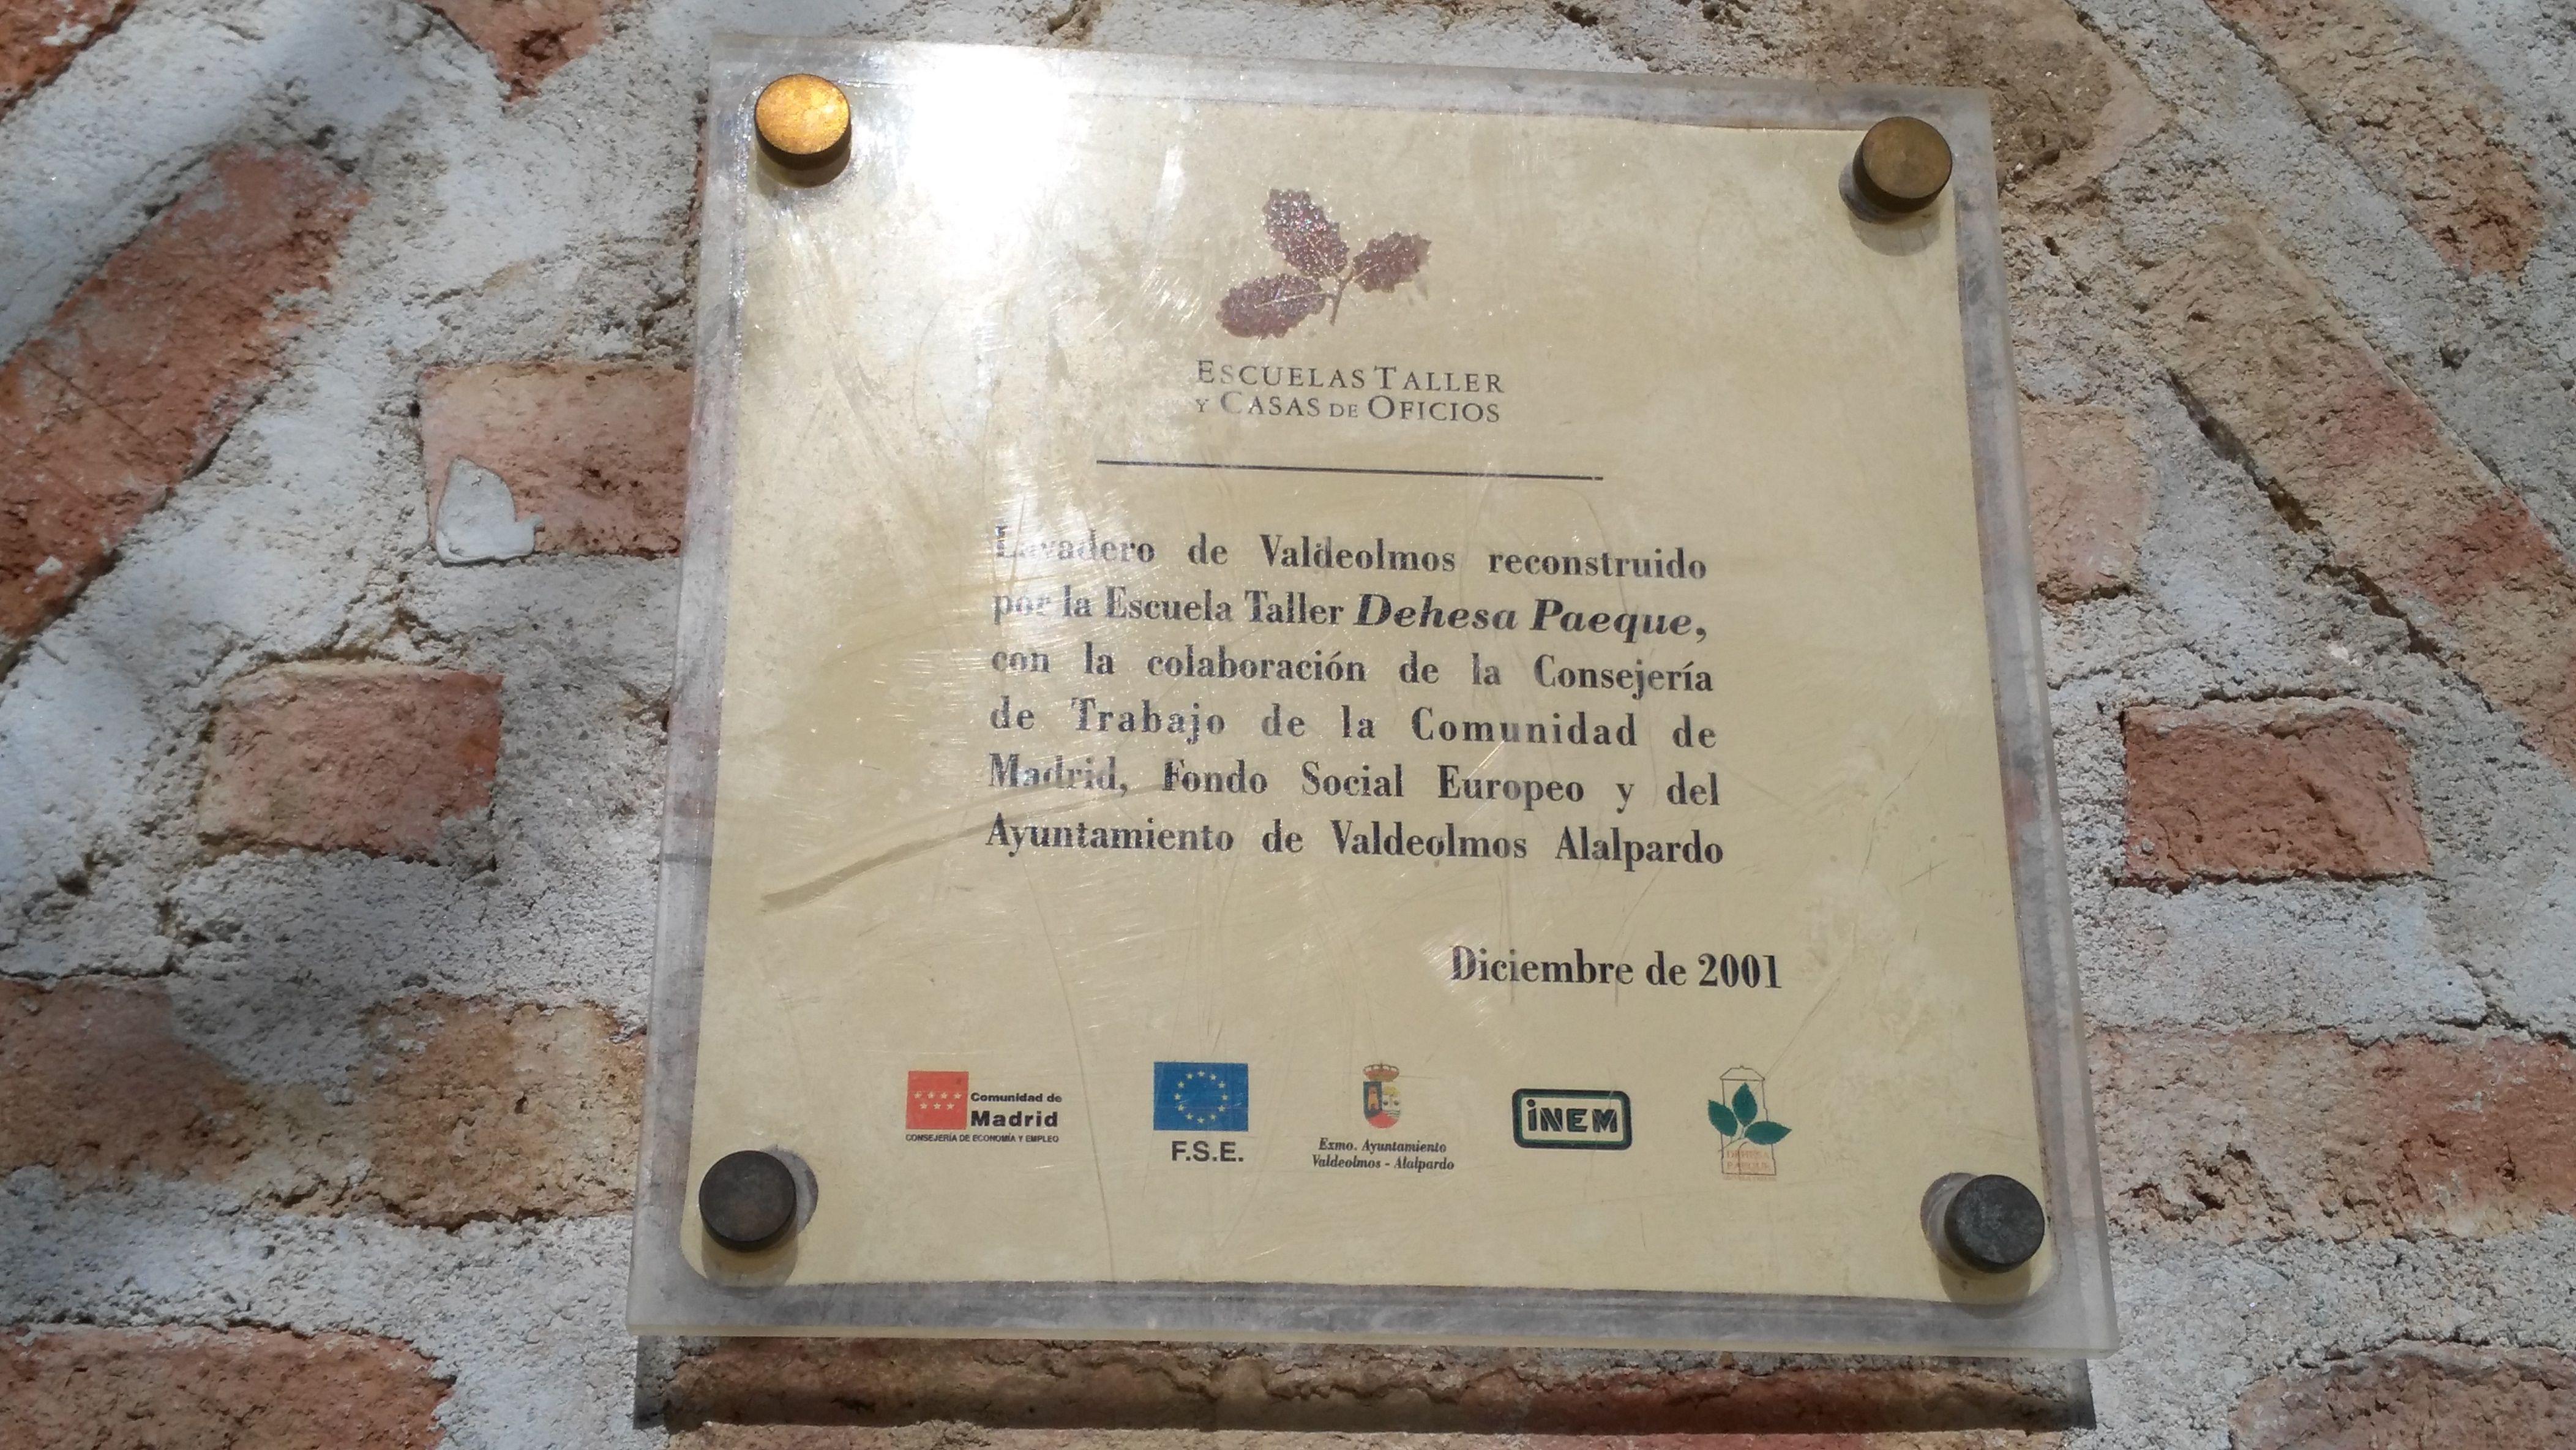 ESCUELAS TALLER
Y CASAS DE OFICIOS
Lavadero de Valdeolmos reconstruido
por la Escuela Taller Dehesa Paeque,
con la colaboración de la Consejería
de Trabajo de la Comunidad de
Madrid, Fondo Social Europeo y del
Ayuntamiento de Valdeolmos Alalpardo
Diciembre de 2001
Comunidad de
Madrid
CONSEJERÍA DE ECONOMÍA Y EMPLEO
F.S.E.
Exmo. Ayuntamiento
Valdeolmos - Alalpardo
iNEM
DEHESA
PAEQUE